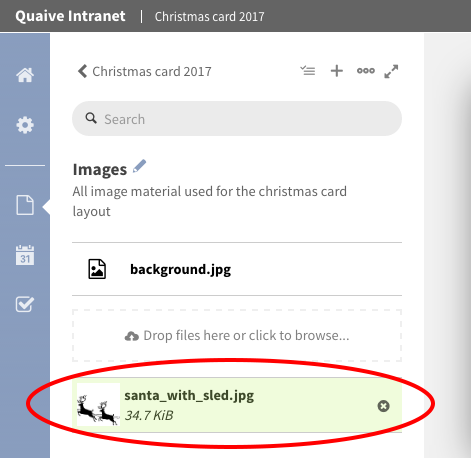 Quaive Intranet | Christmas card 2017
Christmas card 2017
Search
Images
All image material used for the christmas card
layout
31
background.jpg
Drop files here or click to browse...
santa_with_sled.jpg
34.7 KiB